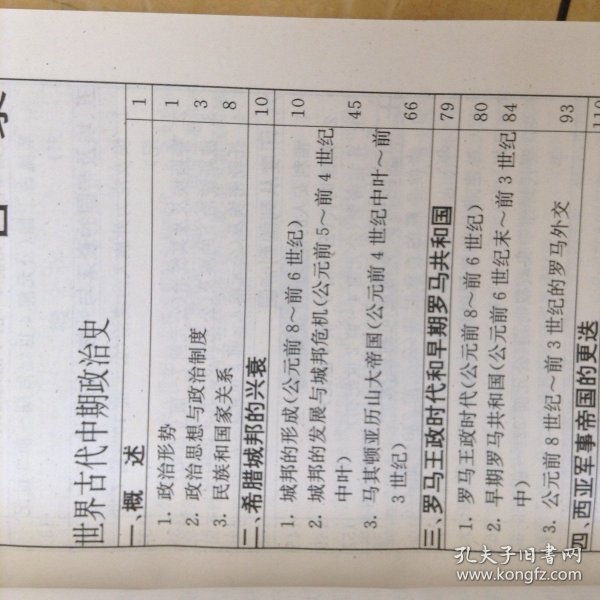 世界古代中期政治史
一、概 述 1
1. 政治形势 1
2. 政治思想与政治制度 3
3. 民族和国家关系 8
二、希腊城邦的兴衰 10
1. 城邦的形成(公元前8～前6世纪) 10
2. 城邦的发展与城邦危机(公元前5～前4世纪
中叶) 45
3. 马其顿亚历山大帝国(公元前4世纪中叶～前
3世纪) 66
三、罗马王政时代和早期罗马共和国 79
1. 罗马王政时代(公元前8～前6世纪) 80
2. 早期罗马共和国(公元前6世纪末～前3世纪 84
中)
3. 公元前8世纪～前3世纪的罗马外交 93
四、西亚军事帝国的更迭 110
孔夫子旧书网
www.kongfz.com